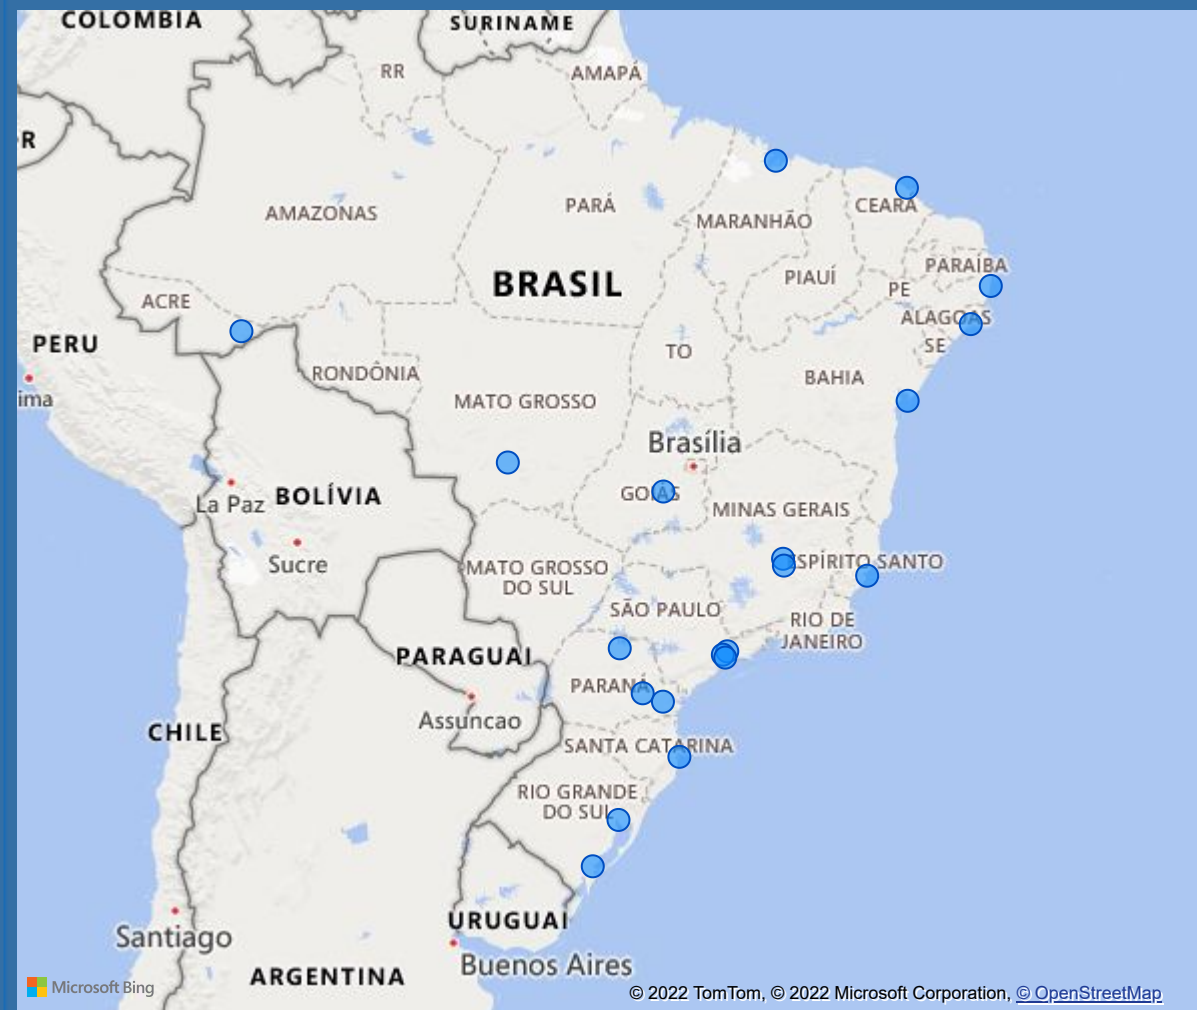 COLOMBIA
SURINAME
RR
AMAPÁ
R
AMAZONAS
PARÁ
MARANHÃO
CEARÁ
BRASIL
PIAUÍ
PARAÍBA
PE
ACRE
ALAGOAS
SE
PERU
TO
RONDÔNIA
BAHIA
ima
MATO GROSSO
Brasília
La Paz
BOLÍVIA
GOIÁS
MINAS GERAIS
Sucre
MATO GROSSO
DO SUL
ESPÍRITO SANTO
SÃO PAULO
RIO DE
JANEIRO
PARAGUAI
PARANÁ
Assuncao
CHILE
SANTA CATARINA
RIO GRANDE
DO SUL
URUGUAI
Santiago
Buenos Aires
ARGENTINA
Microsoft Bing
© 2022 TomTom, © 2022 Microsoft Corporation, © OpenStreetMap